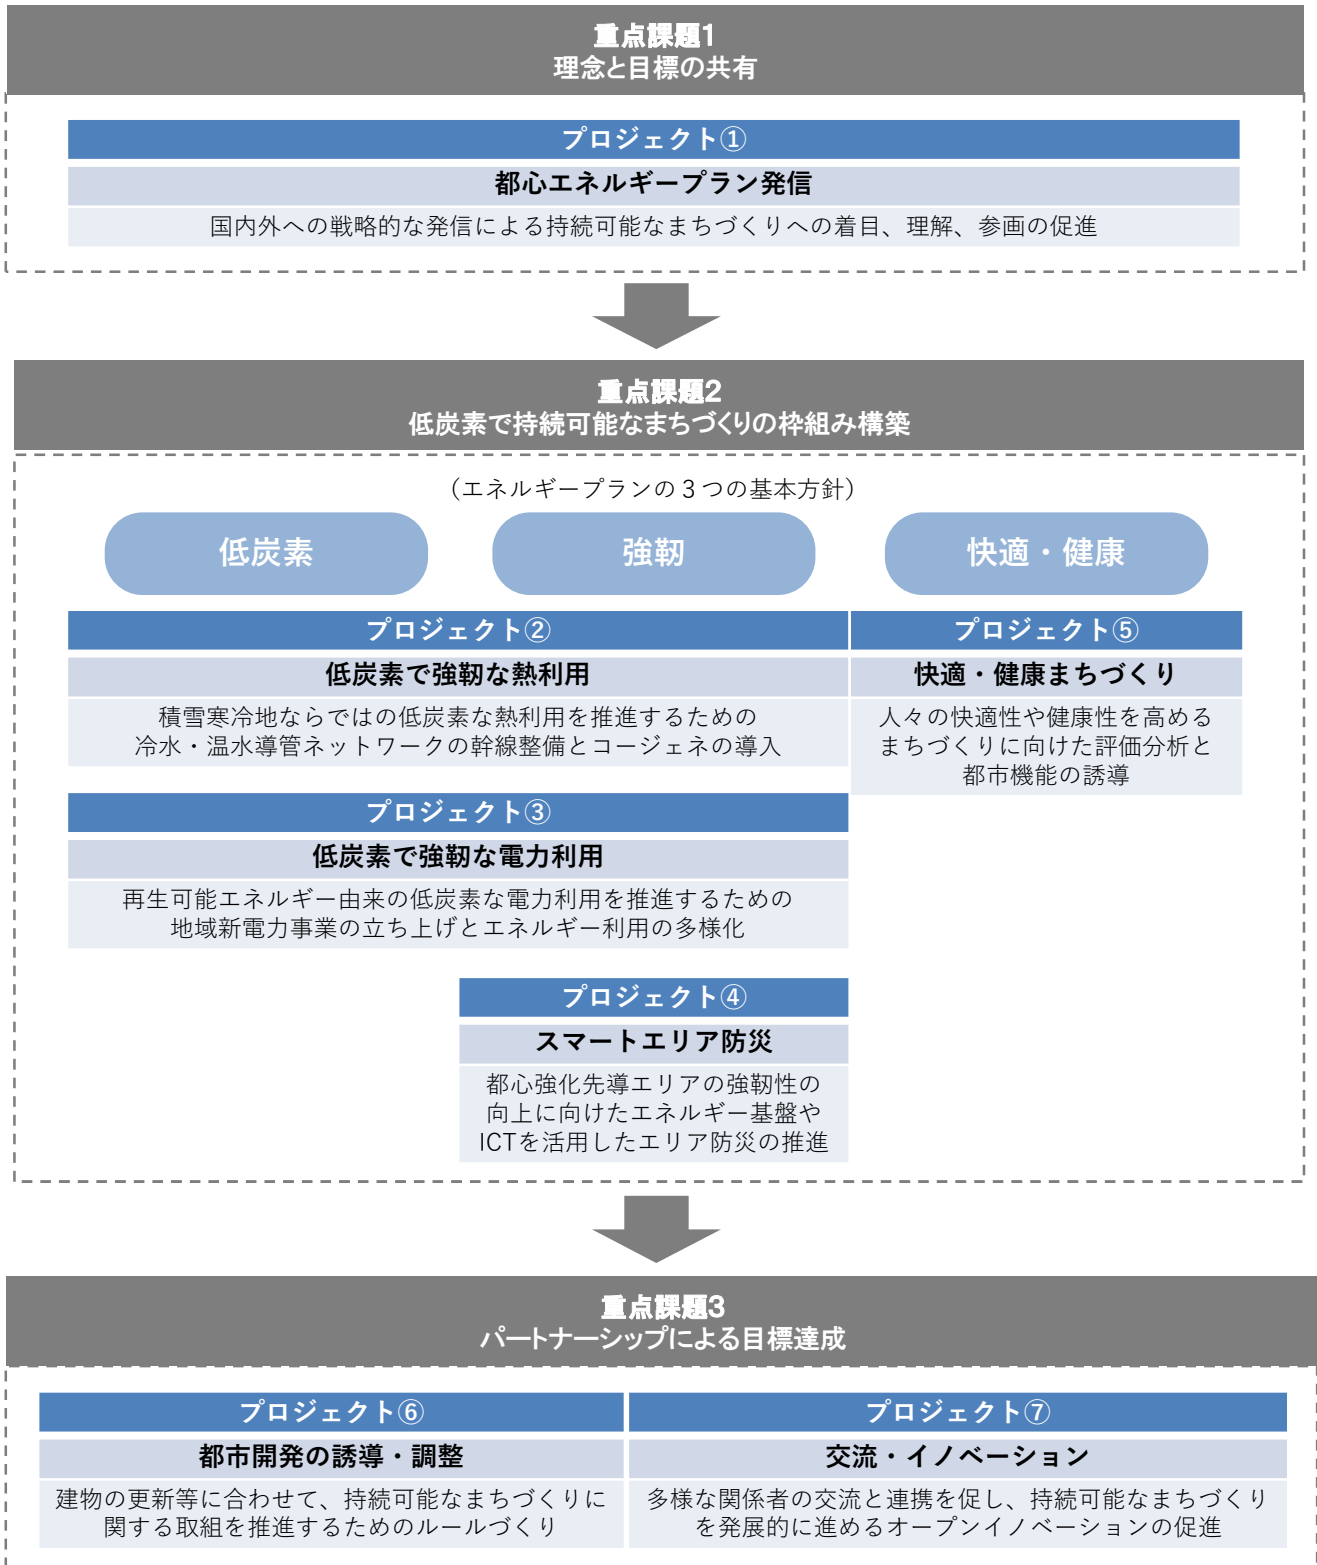 重点課題1
理念と目標の共有
プロジェクト①
都心エネルギープラン発信
国内外への戦略的な発信による持続可能なまちづくりへの着目、理解、参画の促進
重点課題2
低炭素で持続可能なまちづくりの枠組み構築
（エネルギープランの３つの基本方針）
低炭素
強靭
快適・健康
プロジェクト②
低炭素で強靭な熱利用
積雪寒冷地ならではの低炭素な熱利用を推進するための
冷水・温水導管ネットワークの幹線整備とコージェネの導入
プロジェクト⑤
快適・健康まちづくり
人々の快適性や健康性を高める
まちづくりに向けた評価分析と
都市機能の誘導
プロジェクト③
低炭素で強靭な電力利用
再生可能エネルギー由来の低炭素な電力利用を推進するための
地域新電力事業の立ち上げとエネルギー利用の多様化
プロジェクト④
スマートエリア防災
都心強化先導エリアの強靭性の
向上に向けたエネルギー基盤や
ICTを活用したエリア防災の推進
重点課題3
パートナーシップによる目標達成
プロジェクト⑥
都市開発の誘導・調整
建物の更新等に合わせて、持続可能なまちづくりに
関する取組を推進するためのルールづくり
プロジェクト⑦
交流・イノベーション
多様な関係者の交流と連携を促し、持続可能なまちづくり
を発展的に進めるオープンイノベーションの促進